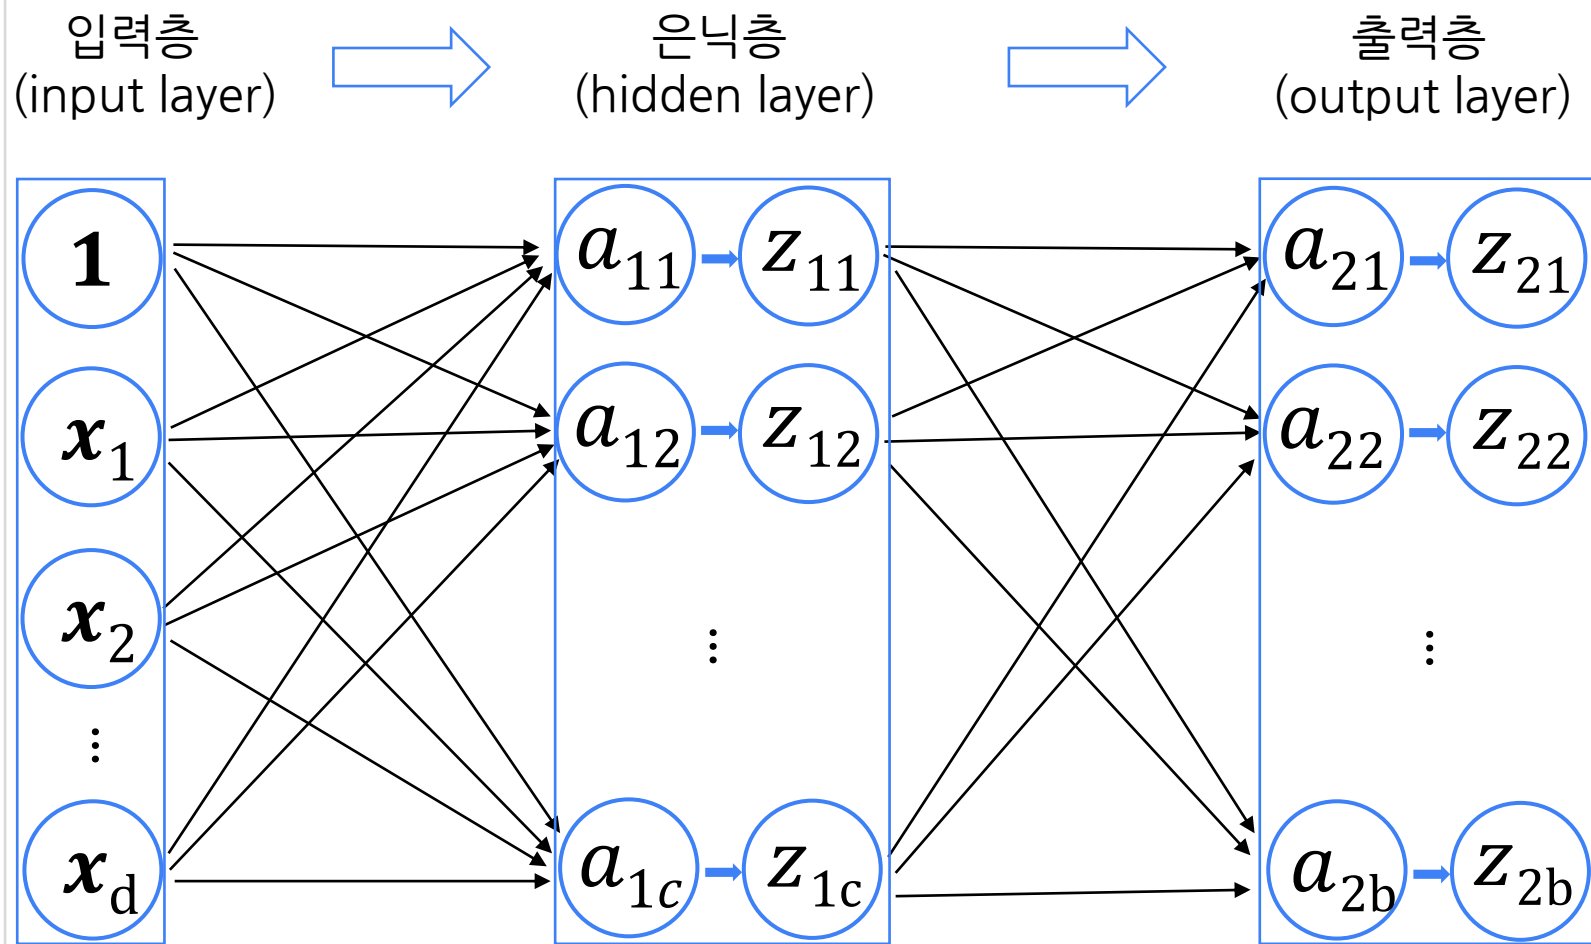 입력층
(input layer)
은닉층
(hidden layer)
출력층
(output layer)
1
x₁
x₂
⋮
x_d
a₁₁ z₁₁
a₁₂ z₁₂
⋮
a₁c z₁c
a₂₁ z₂₁
a₂₂ z₂₂
⋮
a₂b z₂b